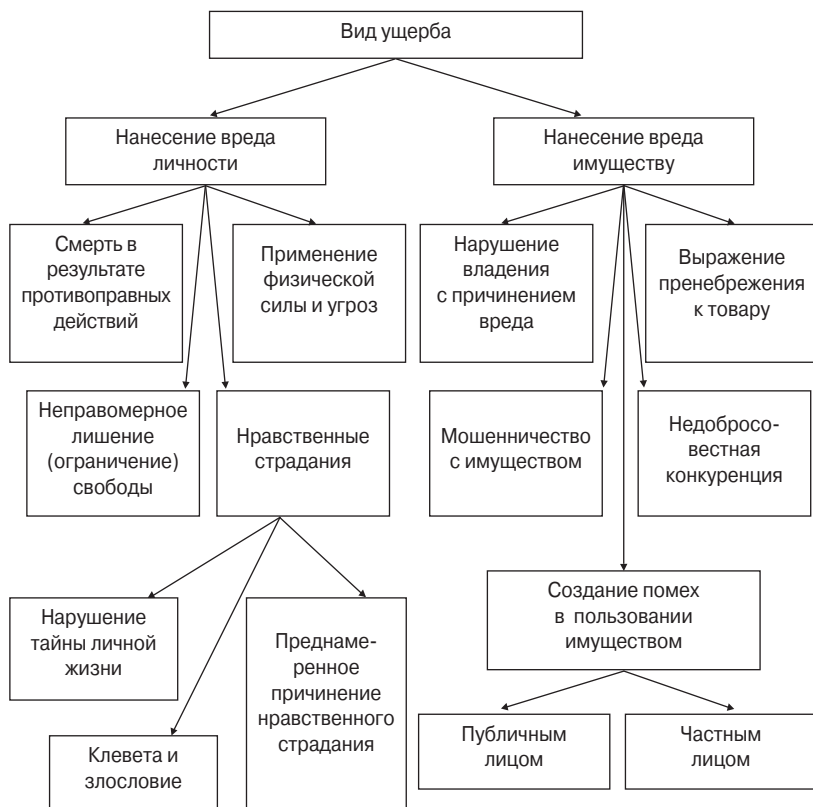 Вид ущерба
Нанесение вреда
личности
Нанесение вреда
имуществу
Смерть в
результате
противоправных
действий
Применение
физической
силы и угроз
Нарушение
владения
с причинением
вреда
Выражение
пренебрежения
к товару
Неправомерное
лишение
(ограничение)
свободы
Нравственные
страдания
Мошенничество
с имуществом
Недобросо-
вестная
конкуренция
Нарушение
тайны личной
жизни
Преднаме-
ренное
причинение
нравственного
страдания
Создание помех
в пользовании
имуществом
Клевета и
злословие
Публичным
лицом
Частным
лицом